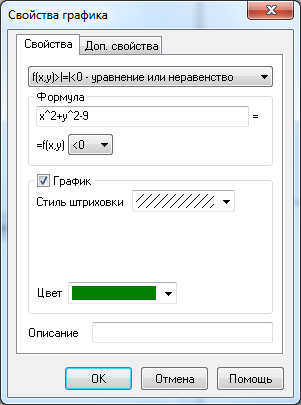 Свойства графика
Свойства Доп. свойства
f(x,y)>|=|<0 - уравнение или неравенство
Формула
x^2+y^2-9 =
=f(x,y) <0
График
Стиль штриховки
Цвет
Описание
OK Отмена Помощь